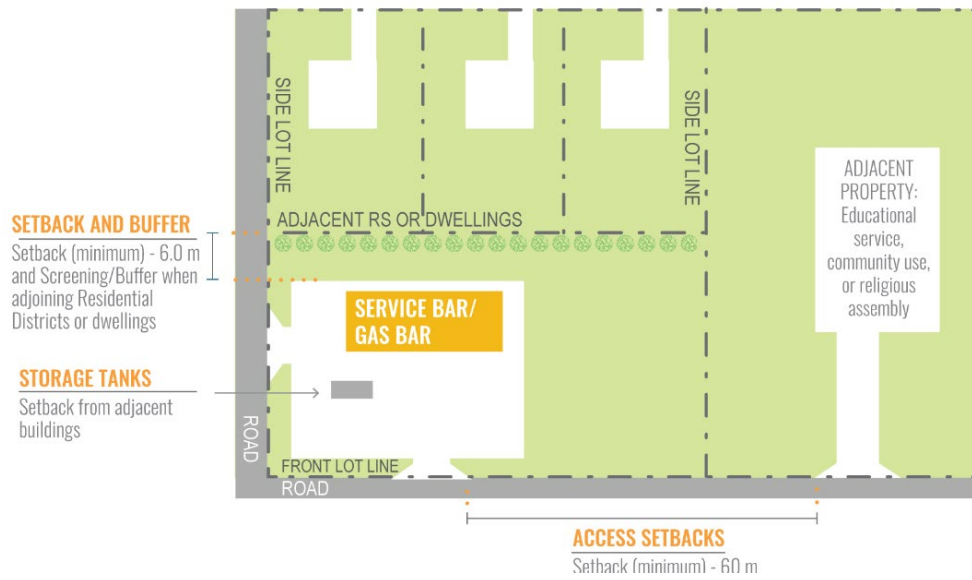 SIDE LOT LINE
SIDE LOT LINE
ADJACENT RS OR DWELLINGS
ADJACENT
PROPERTY:
Educational
service,
community use,
or religious
assembly
SETBACK AND BUFFER
Setback (minimum) - 6.0 m
and Screening/Buffer when
adjoining Residential
Districts or dwellings
SERVICE BAR/
GAS BAR
STORAGE TANKS
Setback from adjacent
buildings
ROAD
FRONT LOT LINE
ROAD
ACCESS SETBACKS
Setback (minimum) - 60 m